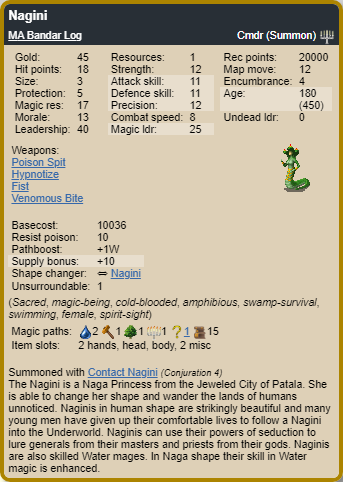 Nagini
MA Bandar Log Cmdr (Summon)
Gold: 45 Resources: 1 Rec points: 20000
Hit points: 18 Strength: 12 Map move: 12
Size: 3 Attack skill: 11 Encumbrance: 4
Protection: 5 Defence skill: 11 Age: 180
Magic res: 17 Precision: 12 (450)
Morale: 13 Combat speed: 8 Undead ldr: 0
Leadership: 40 Magic ldr: 25
Weapons:
Poison Spit
Hypnotize
Fist
Venomous Bite
Basecost: 10036
Resist poison: 10
Pathboost: +1W
Supply bonus: +10
Shape changer: ⇔ Nagini
Unsurroundable: 1
(Sacred, magic-being, cold-blooded, amphibious, swamp-survival,
swimming, female, spirit-sight)
Magic paths: 2 1 1 1 ? 1 15
Item slots: 2 hands, head, body, 2 misc
Summoned with Contact Nagini (Conjuration 4)
The Nagini is a Naga Princess from the Jeweled City of Patala. She
is able to change her shape and wander the lands of humans
unnoticed. Naginis in human shape are strikingly beautiful and many
young men have given up their comfortable lives to follow a Nagini
into the Underworld. Naginis can use their powers of seduction to
lure generals from their masters and priests from their gods. Naginis
are also skilled Water mages. In Naga shape their skill in Water
magic is enhanced.